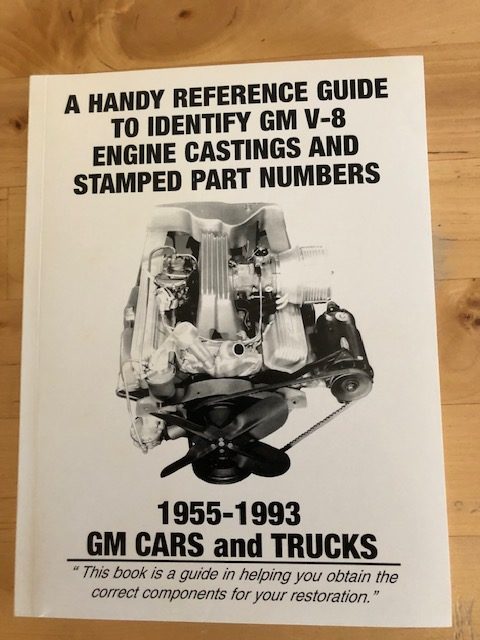 A HANDY REFERENCE GUIDE
TO IDENTIFY GM V-8
ENGINE CASTINGS AND
STAMPED PART NUMBERS
1955-1993
GM CARS and TRUCKS
“ This book is a guide in helping you obtain the
correct components for your restoration.”